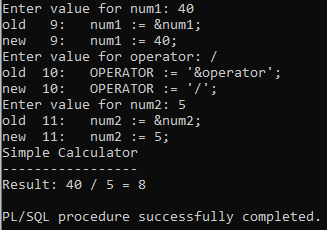 Enter value for num1: 40
old   9:    num1 := &num1;
new   9:    num1 := 40;
Enter value for operator: /
old  10:    OPERATOR := '&operator';
new  10:    OPERATOR := '/';
Enter value for num2: 5
old  11:    num2 := &num2;
new  11:    num2 := 5;
Simple Calculator
-----------------
Result: 40 / 5 = 8
PL/SQL procedure successfully completed.